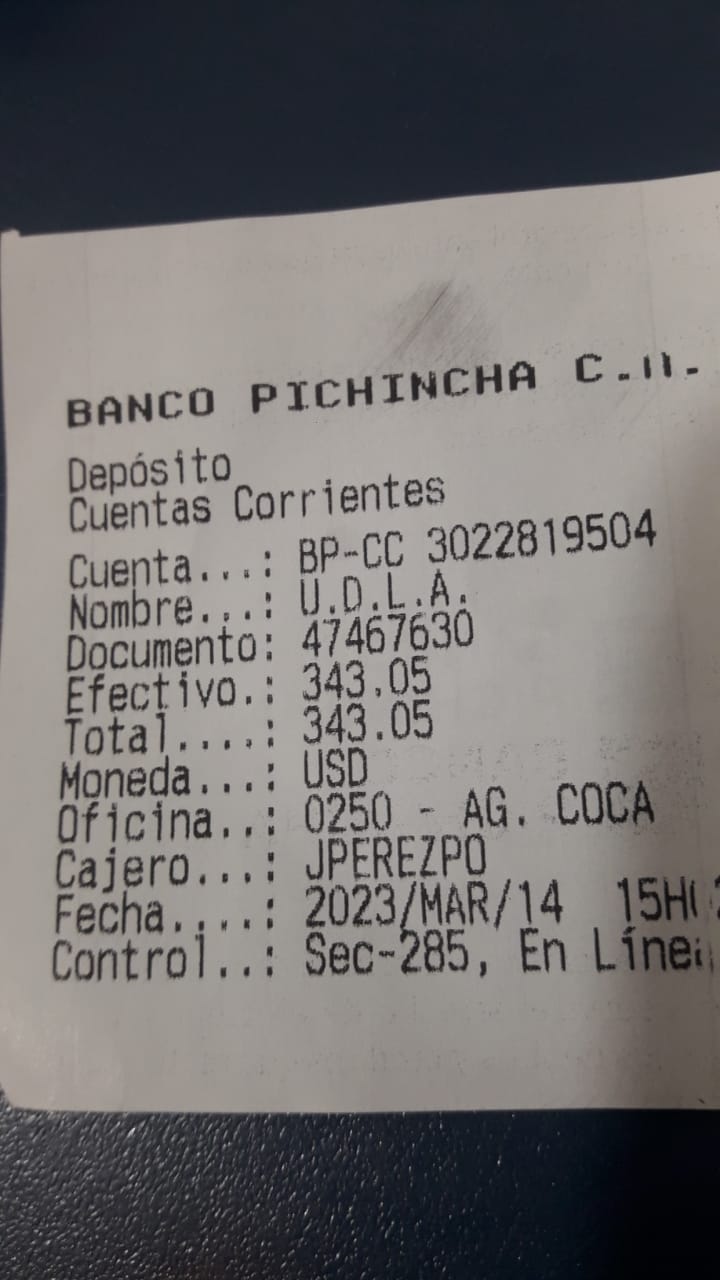 BANCO PICHINCHA
Depósito
Cuentas Corrientes
Cuenta...: BP-CC 3022819504
Nombre...: U.D.L.A.
Documento: 47467630
Efectivo.: 343.05
Total....: 343.05
Moneda...: USD
Oficina..: 0250 - AG. COCA
Cajero...: JPEREZPO
Fecha....: 2023/MAR/14
Control..: Sec-285, En Línea